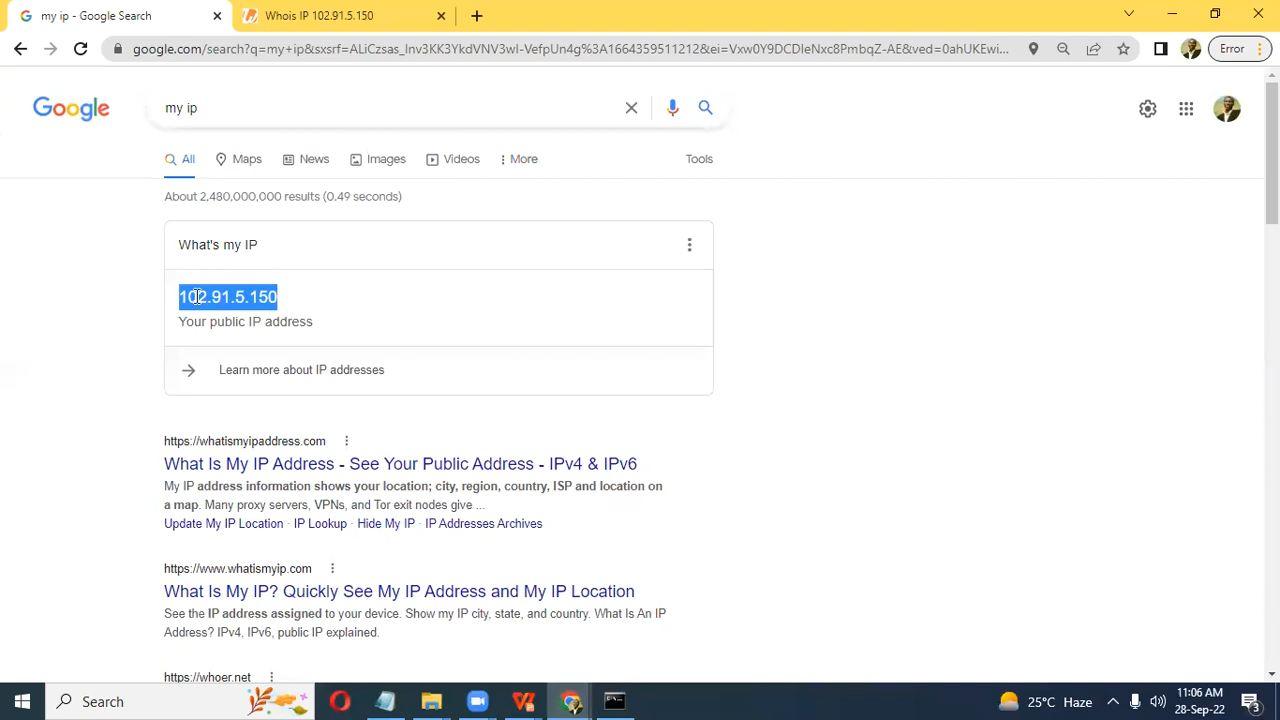 my ip - Google Search
Whois IP 102.91.5.150
google.com/search?q=my+ip&sxsrf=ALiCzsas_Inv3KK3YkdVNV3wI-VefpUn4g%3A1664359511212&ei=Vxw0Y9DCDIeNxc8PmbqZ-AE&ved=0ahUKEwi...
Error
Google
my ip
All
Maps
News
Images
Videos
More
Tools
About 2,480,000,000 results (0.49 seconds)
What's my IP
102.91.5.150
Your public IP address
Learn more about IP addresses
https://whatismyipaddress.com
What Is My IP Address - See Your Public Address - IPv4 & IPv6
My IP address information shows your location; city, region, country, ISP and location on
a map. Many proxy servers, VPNs, and Tor exit nodes give ...
Update My IP Location · IP Lookup · Hide My IP · IP Addresses Archives
https://www.whatismyip.com
What Is My IP? Quickly See My IP Address and My IP Location
See the IP address assigned to your device. Show my IP city, state, and country. What Is An IP
Address? IPv4, IPv6, public IP explained.
https://whoer.net
Search
25°C Haze
11:06 AM
28-Sep-22
3